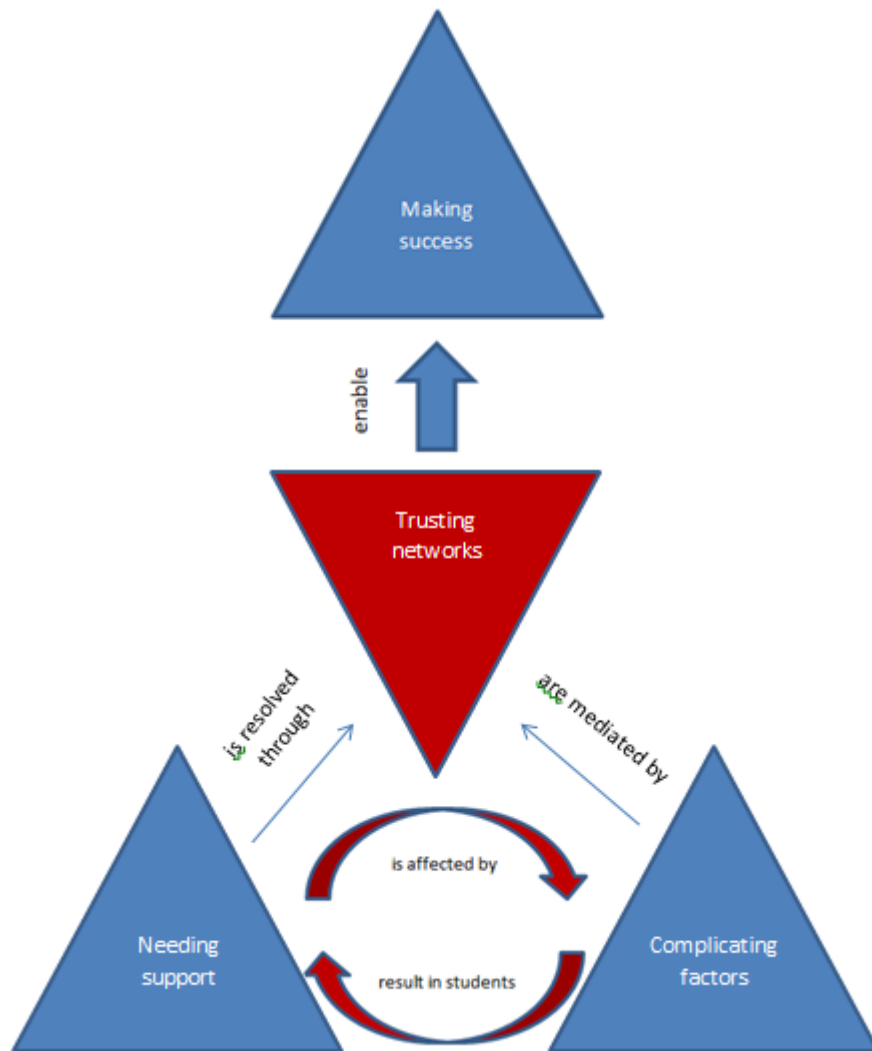 Making
success
enable
Trusting
networks
is resolved
through
are mediated by
is affected by
Needing
support
Complicating
factors
result in students